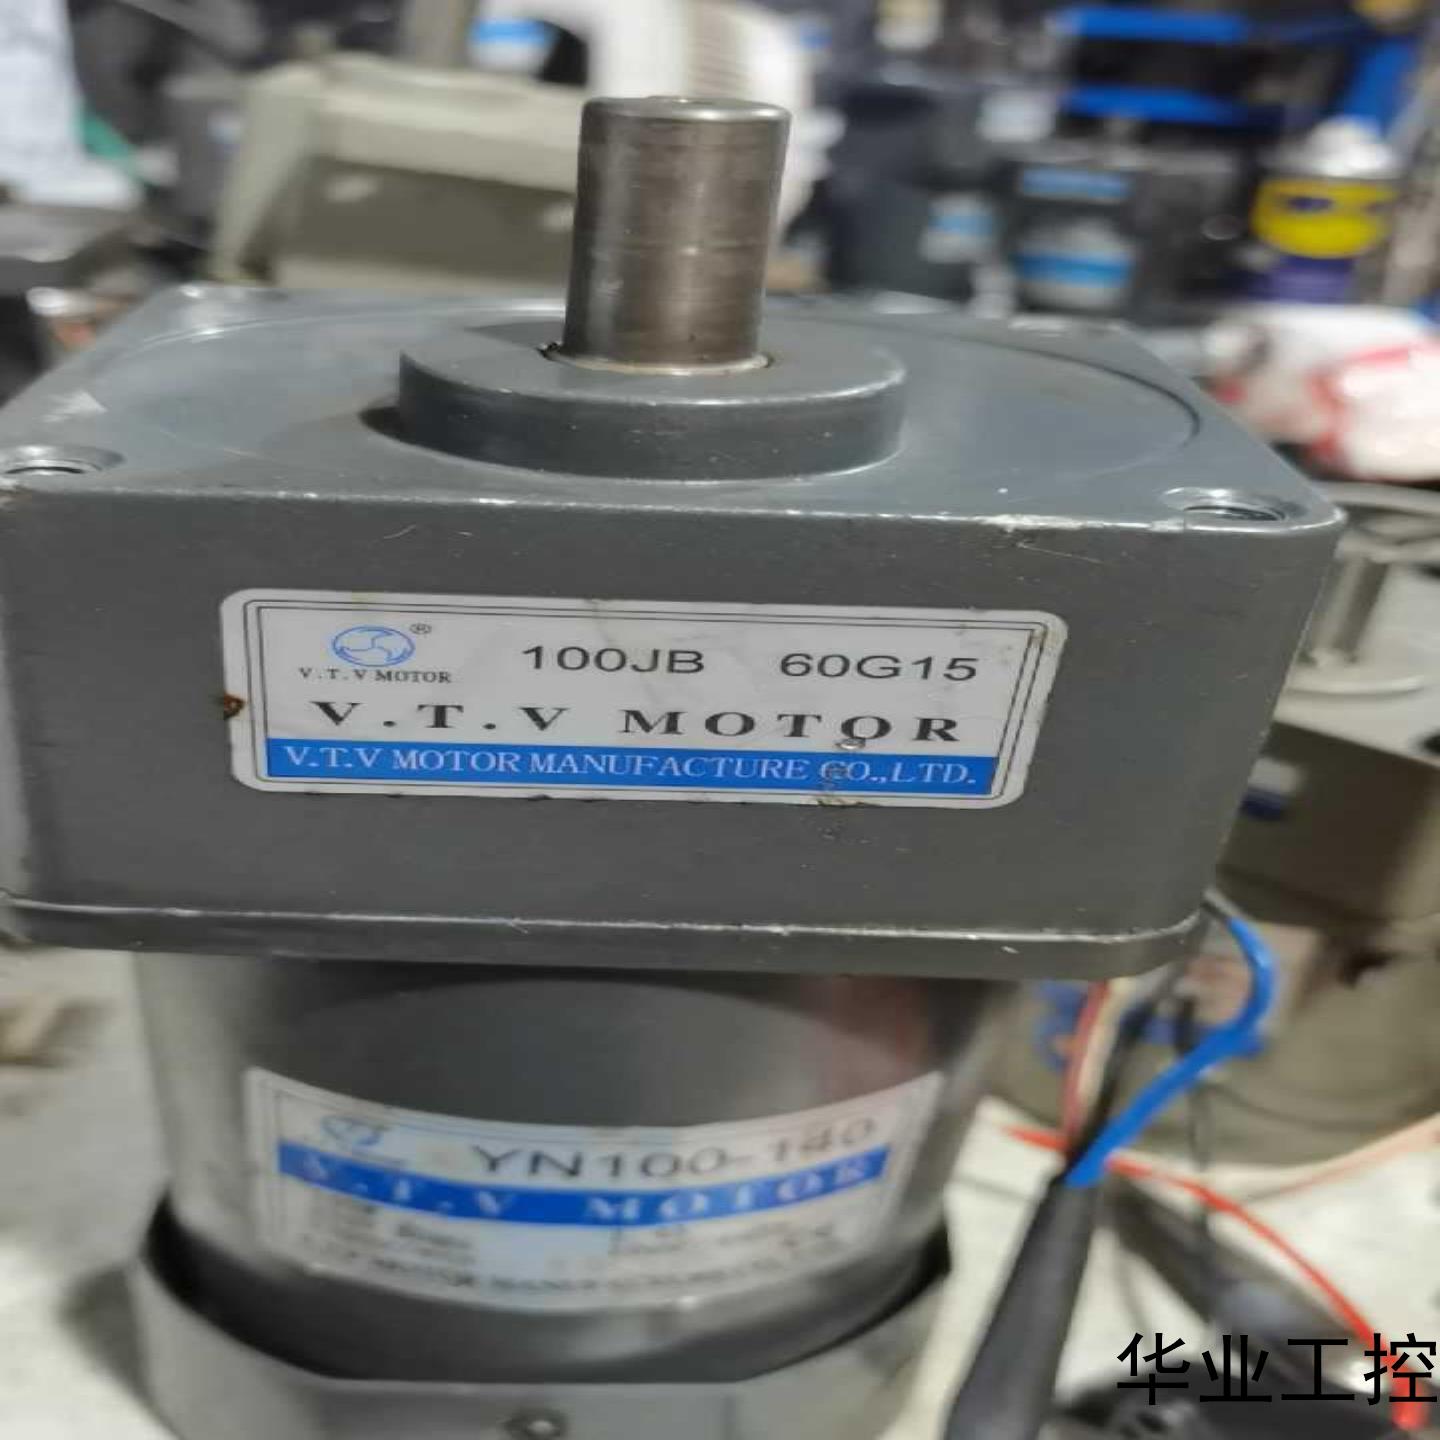 ®
V.T.V MOTOR
100JB 60G15
V.T.V MOTOR
V.T.V MOTOR MANUFACTURE CO.,LTD.
YN100-140
V.T.V MOTOR
华业工控